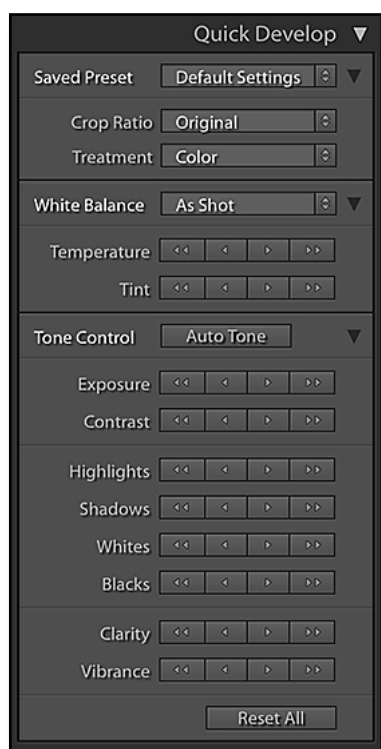 Quick Develop
Saved Preset Default Settings
Crop Ratio Original
Treatment Color
White Balance As Shot
Temperature
Tint
Tone Control Auto Tone
Exposure
Contrast
Highlights
Shadows
Whites
Blacks
Clarity
Vibrance
Reset All